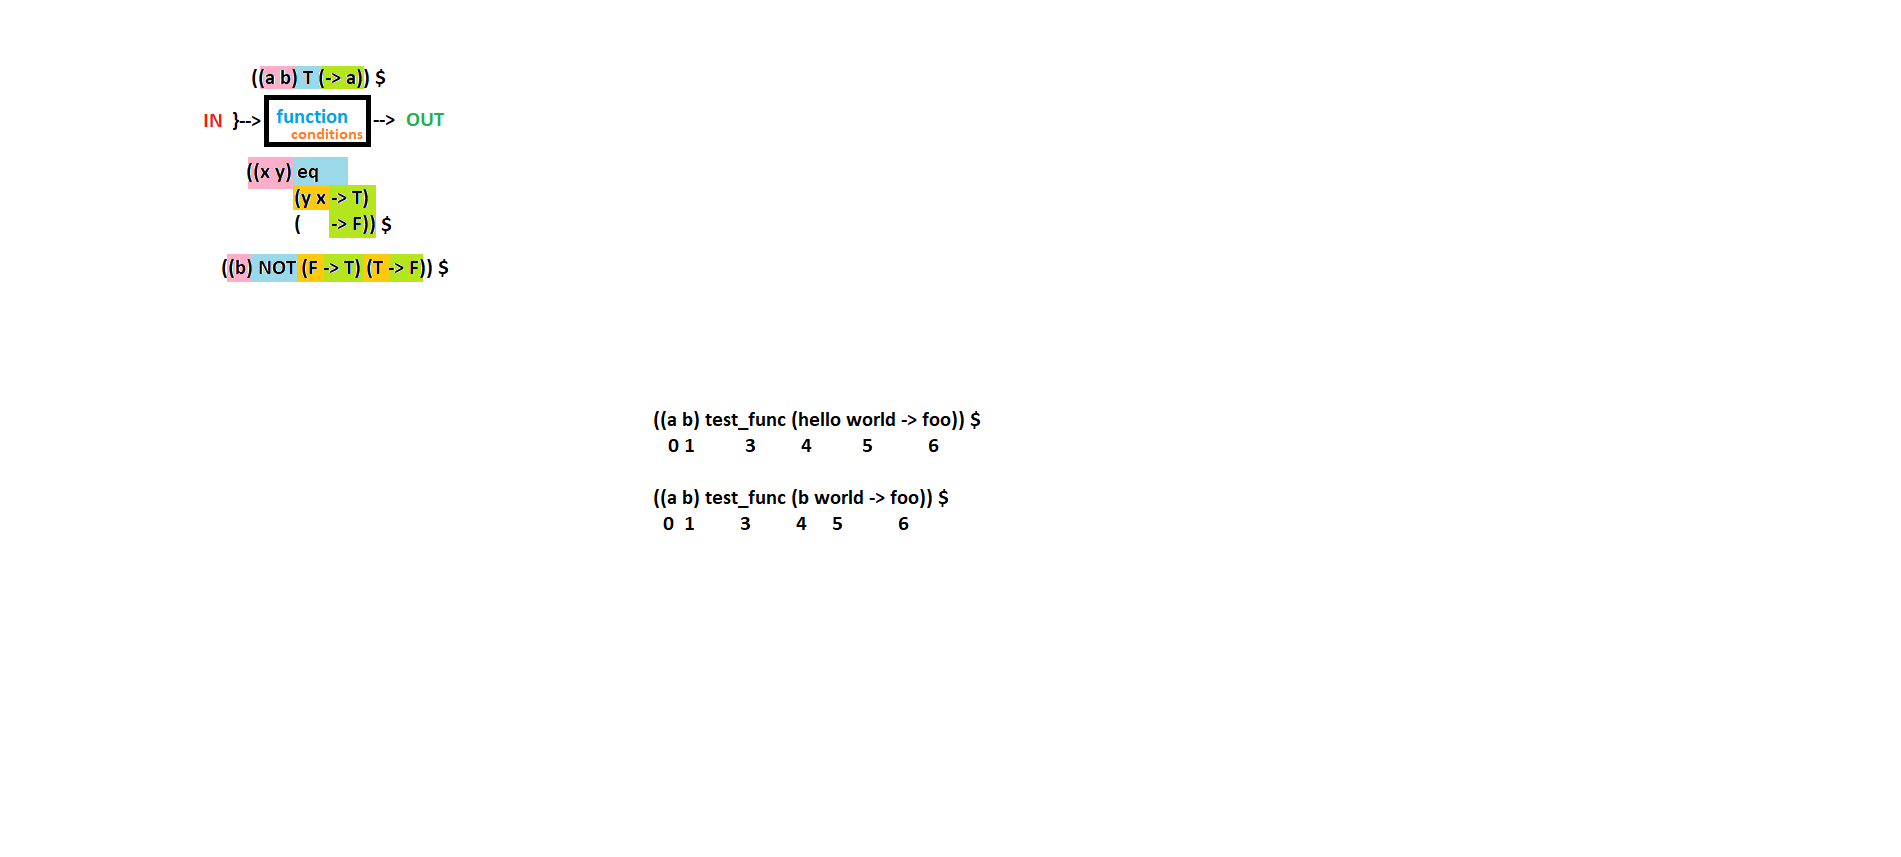 ((a b) T (-> a)) $
IN }--> function --> OUT
conditions
((x y) eq
(y x -> T)
( -> F)) $
((b) NOT (F -> T) (T -> F)) $
((a b) test_func (hello world -> foo)) $
0 1 3 4 5 6
((a b) test_func (b world -> foo)) $
0 1 3 4 5 6